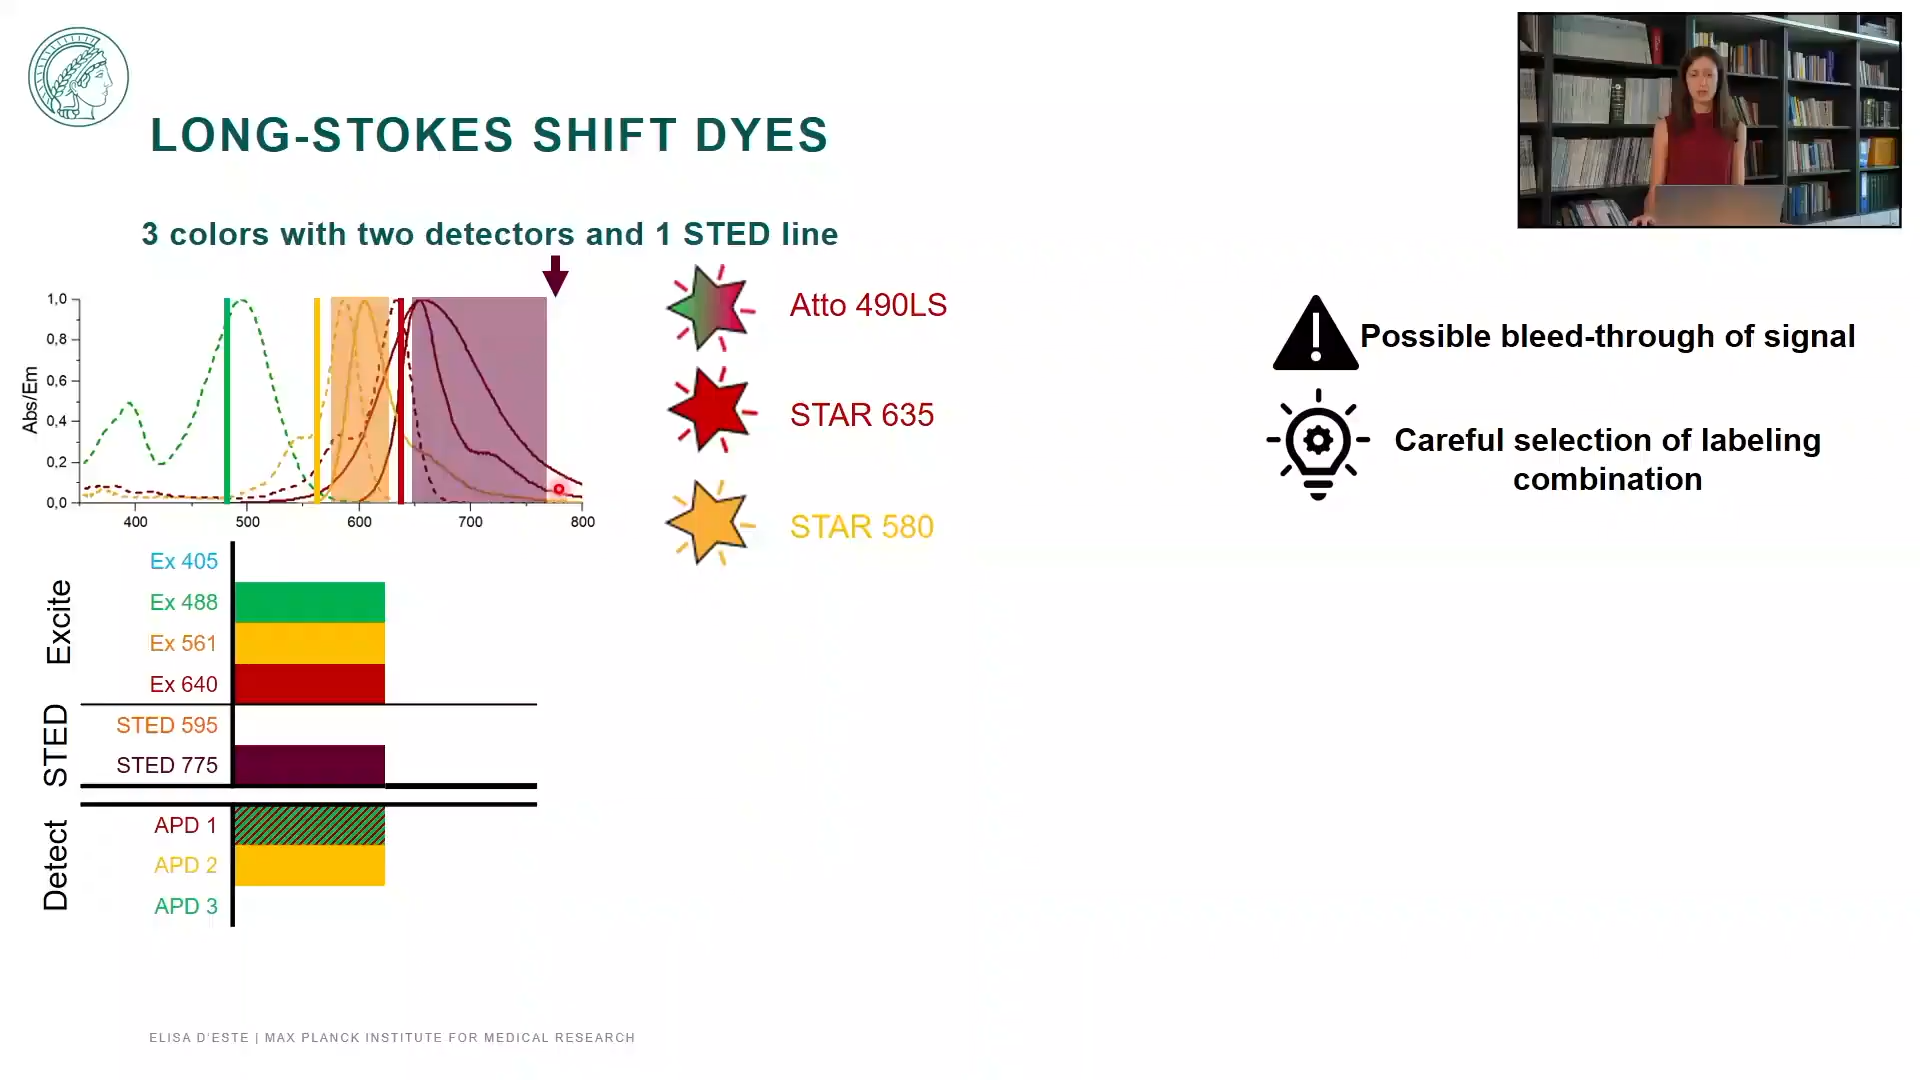 LONG-STOKES SHIFT DYES
3 colors with two detectors and 1 STED line
1,0
0,8
0,6
0,4
0,2
0,0
Abs/Em
400 500 600 700 800
Atto 490LS
STAR 635
STAR 580
Possible bleed-through of signal
Careful selection of labeling
combination
Excite
Ex 405
Ex 488
Ex 561
Ex 640
STED
STED 595
STED 775
Detect
APD 1
APD 2
APD 3
ELISA D'ESTE | MAX PLANCK INSTITUTE FOR MEDICAL RESEARCH